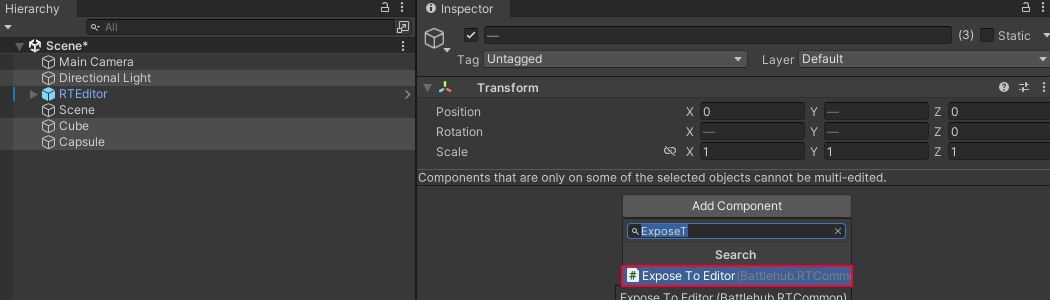 Hierarchy
All
Scene*
Main Camera
Directional Light
RTEditor
Scene
Cube
Capsule
Inspector
— (3) Static
Tag Untagged Layer Default
Transform
Position X 0 Y — Z 0
Rotation X — Y — Z 0
Scale X 1 Y 1 Z 1
Components that are only on some of the selected objects cannot be multi-edited.
Add Component
ExposeT
Search
# Expose To Editor (Battlehub.RTComm
Expose To Editor (Battlehub.RTCommon)